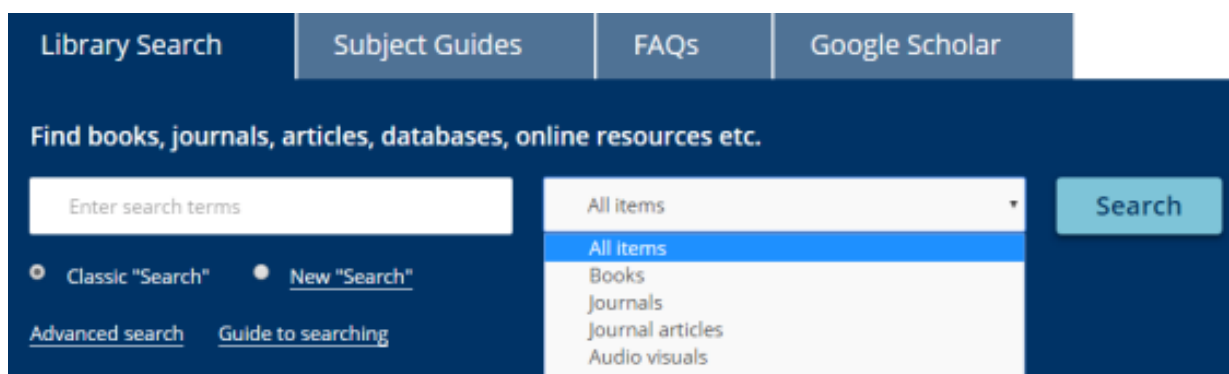 Library Search Subject Guides FAQs Google Scholar
Find books, journals, articles, databases, online resources etc.
Enter search terms All items Search
All items
Classic "Search" New "Search" Books
Journals
Advanced search Guide to searching Journal articles
Audio visuals